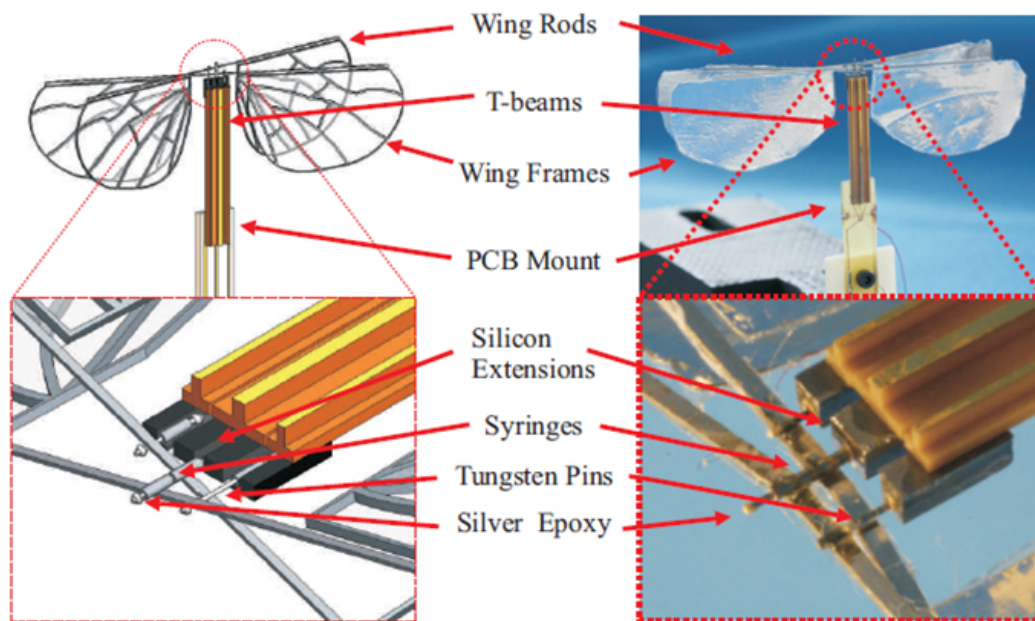 Wing Rods
T-beams
Wing Frames
PCB Mount
Silicon
Extensions
Syringes
Tungsten Pins
Silver Epoxy